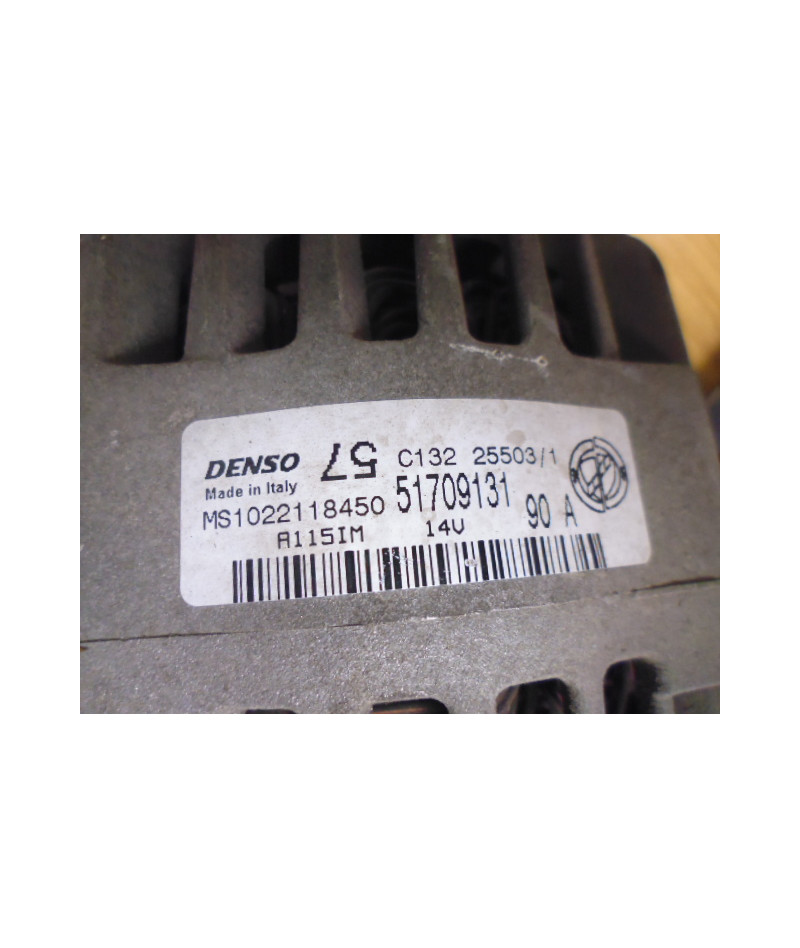 DENSO 57 C132 25503/1
Made in Italy
MS1022118450 51709131 90 A
A115IM 14V